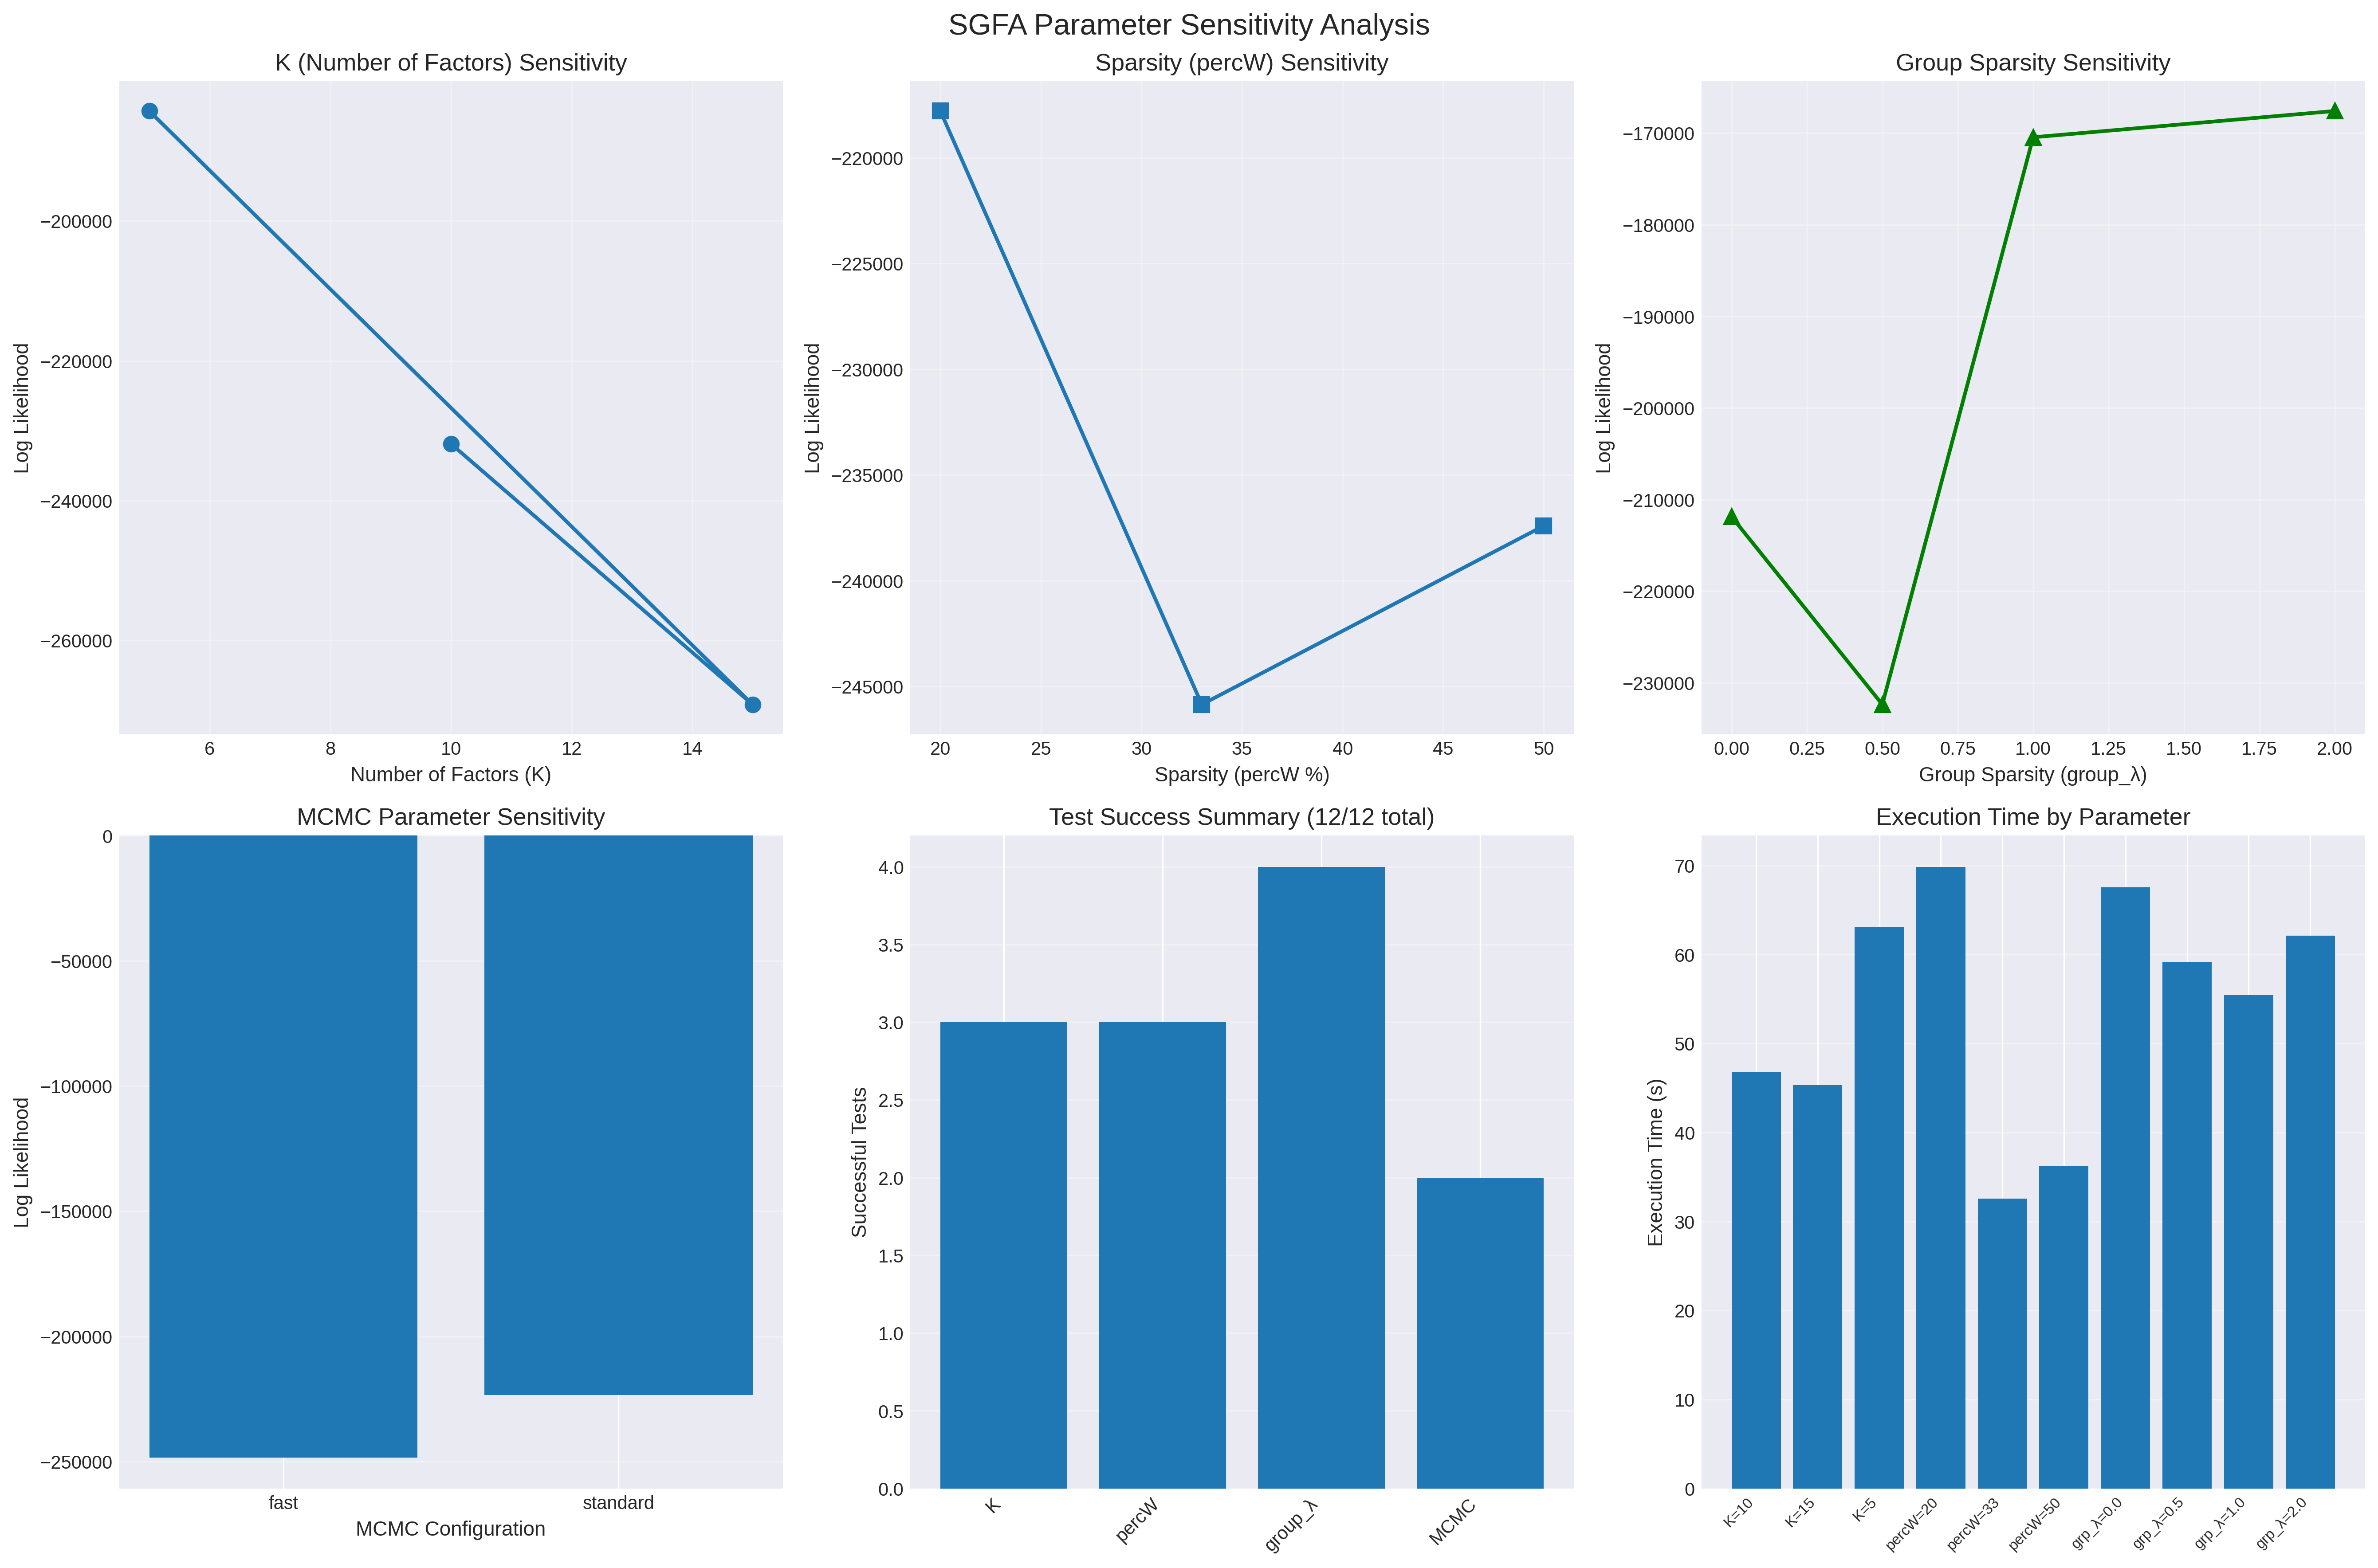 SGFA Parameter Sensitivity Analysis
K (Number of Factors) Sensitivity
−200000
−220000
−240000
−260000
Log Likelihood
6 8 10 12 14
Number of Factors (K)
Sparsity (percW) Sensitivity
−220000
−225000
−230000
−235000
−240000
−245000
Log Likelihood
20 25 30 35 40 45 50
Sparsity (percW %)
Group Sparsity Sensitivity
−170000
−180000
−190000
−200000
−210000
−220000
−230000
Log Likelihood
0.00 0.25 0.50 0.75 1.00 1.25 1.50 1.75 2.00
Group Sparsity (group_λ)
MCMC Parameter Sensitivity
0
−50000
−100000
−150000
−200000
−250000
Log Likelihood
fast standard
MCMC Configuration
Test Success Summary (12/12 total)
4.0
3.5
3.0
2.5
2.0
1.5
1.0
0.5
0.0
Successful Tests
K percW group_λ MCMC
Execution Time by Parameter
70
60
50
40
30
20
10
0
Execution Time (s)
K=10 K=15 K=5 percW=20 percW=33 percW=50 grp_λ=0.0 grp_λ=0.5 grp_λ=1.0 grp_λ=2.0